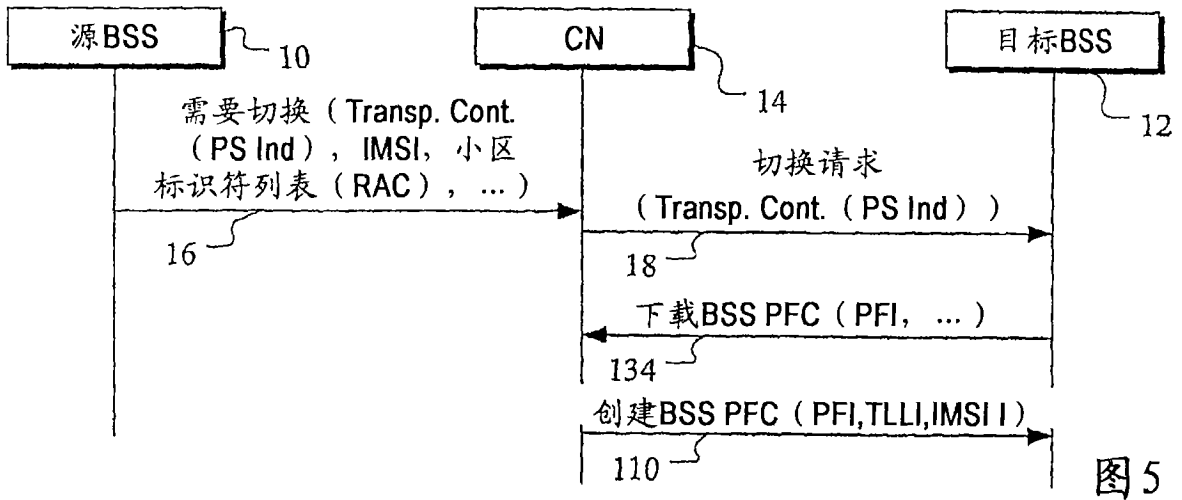 源BSS
10
CN
14
目标BSS
12
需要切换（Transp. Cont.
（PS Ind），IMSI，小区
标识符列表（RAC），...）
16
切换请求
（Transp. Cont.（PS Ind））
18
下载BSS PFC（PFI，...）
134
创建BSS PFC（PFI,TLLI,IMSI I）
110
图5